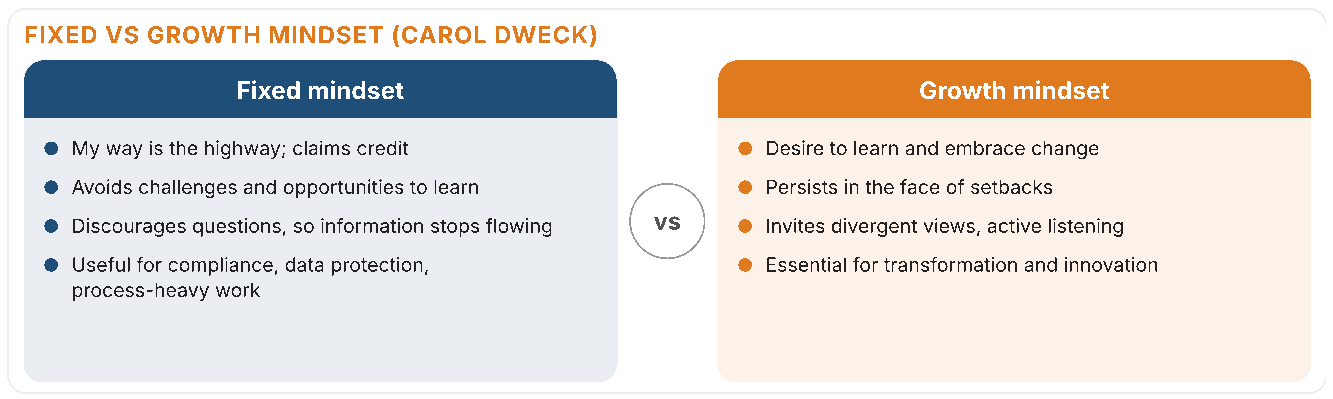 FIXED VS GROWTH MINDSET (CAROL DWECK)
Fixed mindset
My way is the highway; claims credit
Avoids challenges and opportunities to learn
Discourages questions, so information stops flowing
Useful for compliance, data protection,
process-heavy work
vs
Growth mindset
Desire to learn and embrace change
Persists in the face of setbacks
Invites divergent views, active listening
Essential for transformation and innovation